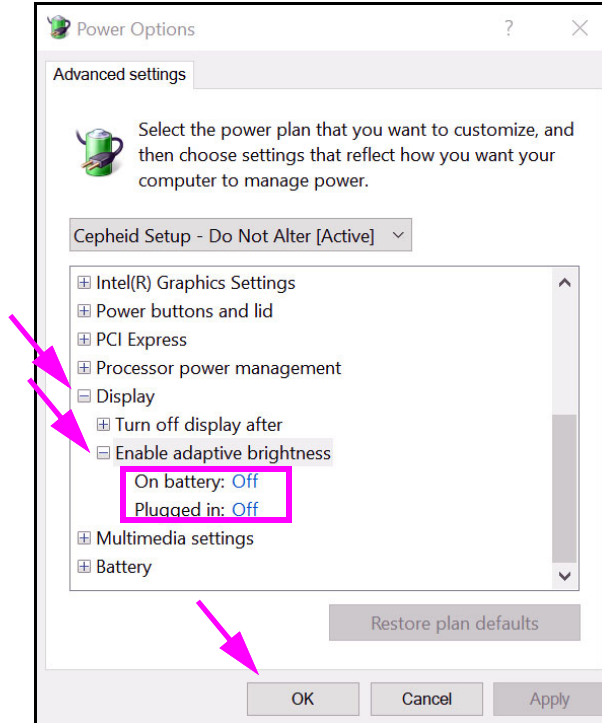 Power Options
Advanced settings
Select the power plan that you want to customize, and
then choose settings that reflect how you want your
computer to manage power.
Cepheid Setup - Do Not Alter [Active]
Intel(R) Graphics Settings
Power buttons and lid
PCI Express
Processor power management
Display
Turn off display after
Enable adaptive brightness
On battery: Off
Plugged in: Off
Multimedia settings
Battery
Restore plan defaults
OK Cancel Apply